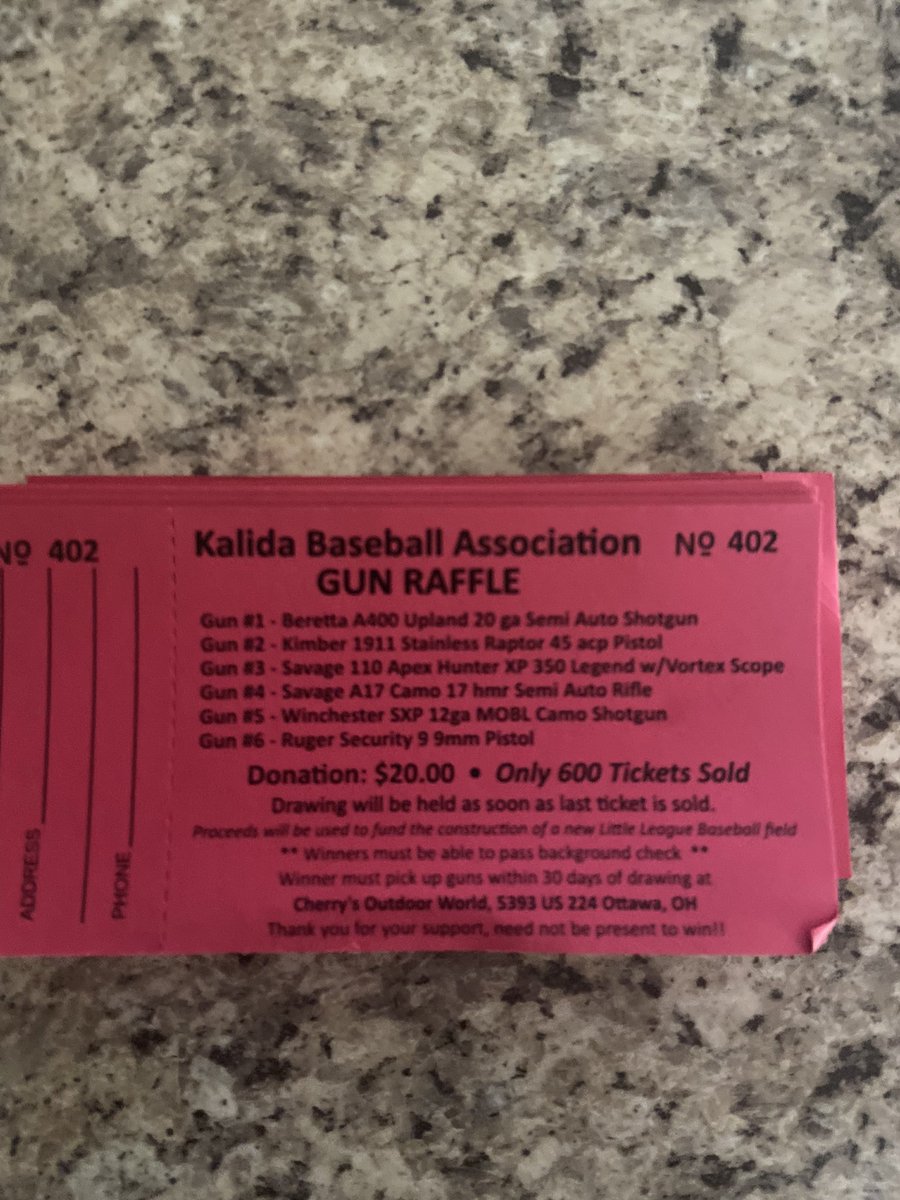 Nº 402
ADDRESS
PHONE
Kalida Baseball Association Nº 402
GUN RAFFLE
Gun #1 - Beretta A400 Upland 20 ga Semi Auto Shotgun
Gun #2 - Kimber 1911 Stainless Raptor 45 acp Pistol
Gun #3 - Savage 110 Apex Hunter XP 350 Legend w/Vortex Scope
Gun #4 - Savage A17 Camo 17 hmr Semi Auto Rifle
Gun #5 - Winchester SXP 12ga MOBL Camo Shotgun
Gun #6 - Ruger Security 9 9mm Pistol
Donation: $20.00 • Only 600 Tickets Sold
Drawing will be held as soon as last ticket is sold.
Proceeds will be used to fund the construction of a new Little League Baseball field
** Winners must be able to pass background check **
Winner must pick up guns within 30 days of drawing at
Cherry's Outdoor World, 5393 US 224 Ottawa, OH
Thank you for your support, need not be present to win!!